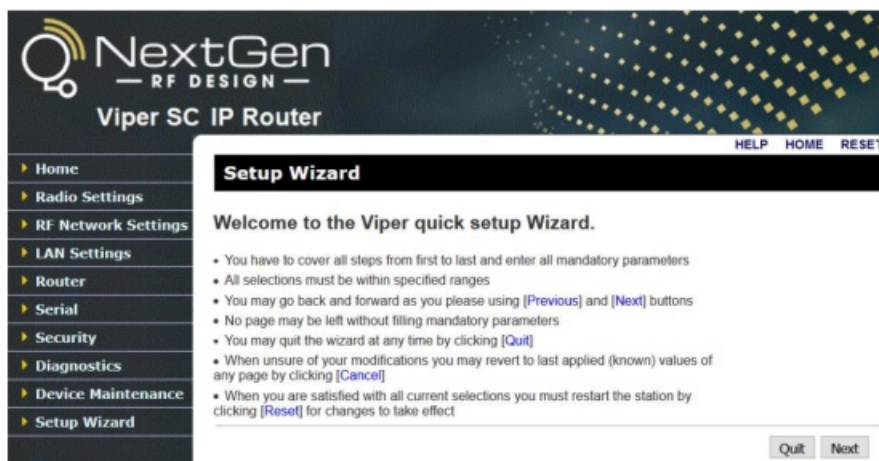 NextGen
RF DESIGN
Viper SC IP Router
HELP HOME RESET
Home
Radio Settings
RF Network Settings
LAN Settings
Router
Serial
Security
Diagnostics
Device Maintenance
Setup Wizard
Setup Wizard
Welcome to the Viper quick setup Wizard.
• You have to cover all steps from first to last and enter all mandatory parameters
• All selections must be within specified ranges
• You may go back and forward as you please using [Previous] and [Next] buttons
• No page may be left without filling mandatory parameters
• You may quit the wizard at any time by clicking [Quit]
• When unsure of your modifications you may revert to last applied (known) values of
any page by clicking [Cancel]
• When you are satisfied with all current selections you must restart the station by
clicking [Reset] for changes to take effect
Quit Next